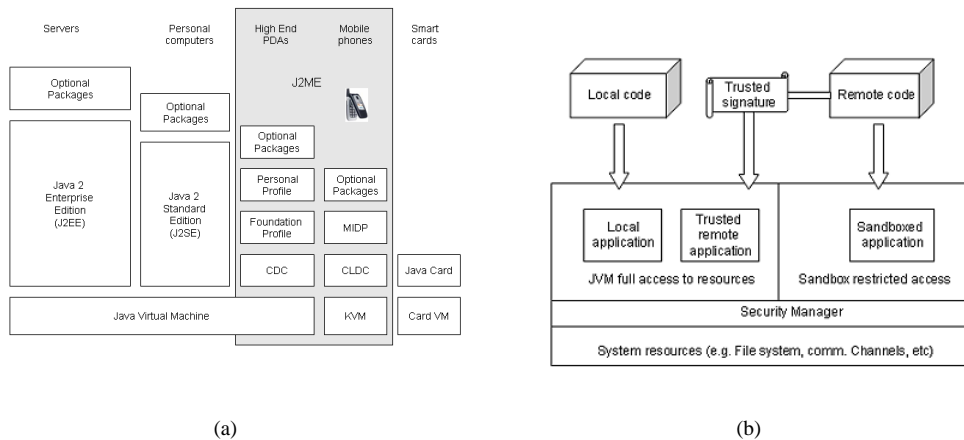 Servers
Personal
computers
High End
PDAs
Mobile
phones
Smart
cards
J2ME
Optional
Packages
Optional
Packages
Optional
Packages
Java 2
Enterprise
Edition
(J2EE)
Java 2
Standard
Edition
(J2SE)
Personal
Profile
Optional
Packages
Foundation
Profile
MIDP
CDC
CLDC
Java Card
Java Virtual Machine
KVM
Card VM
(a)
Local code
Trusted
signature
Remote code
Local
application
Trusted
remote
application
Sandboxed
application
JVM full access to resources
Sandbox restricted access
Security Manager
System resources (e.g. File system, comm. Channels, etc)
(b)